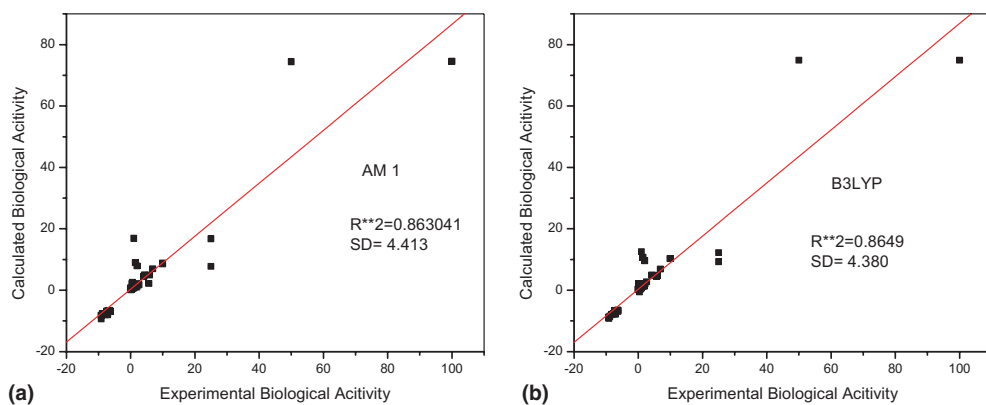 80
60
40
20
0
-20
-20
0
20
40
60
80
100
Calculated Biological Acitivity
Experimental Biological Acitivity
AM 1
R**2=0.863041
SD= 4.413
(a)
80
60
40
20
0
-20
-20
0
20
40
60
80
100
Calculated Biological Acitivity
Experimental Biological Acitivity
B3LYP
R**2=0.8649
SD= 4.380
(b)